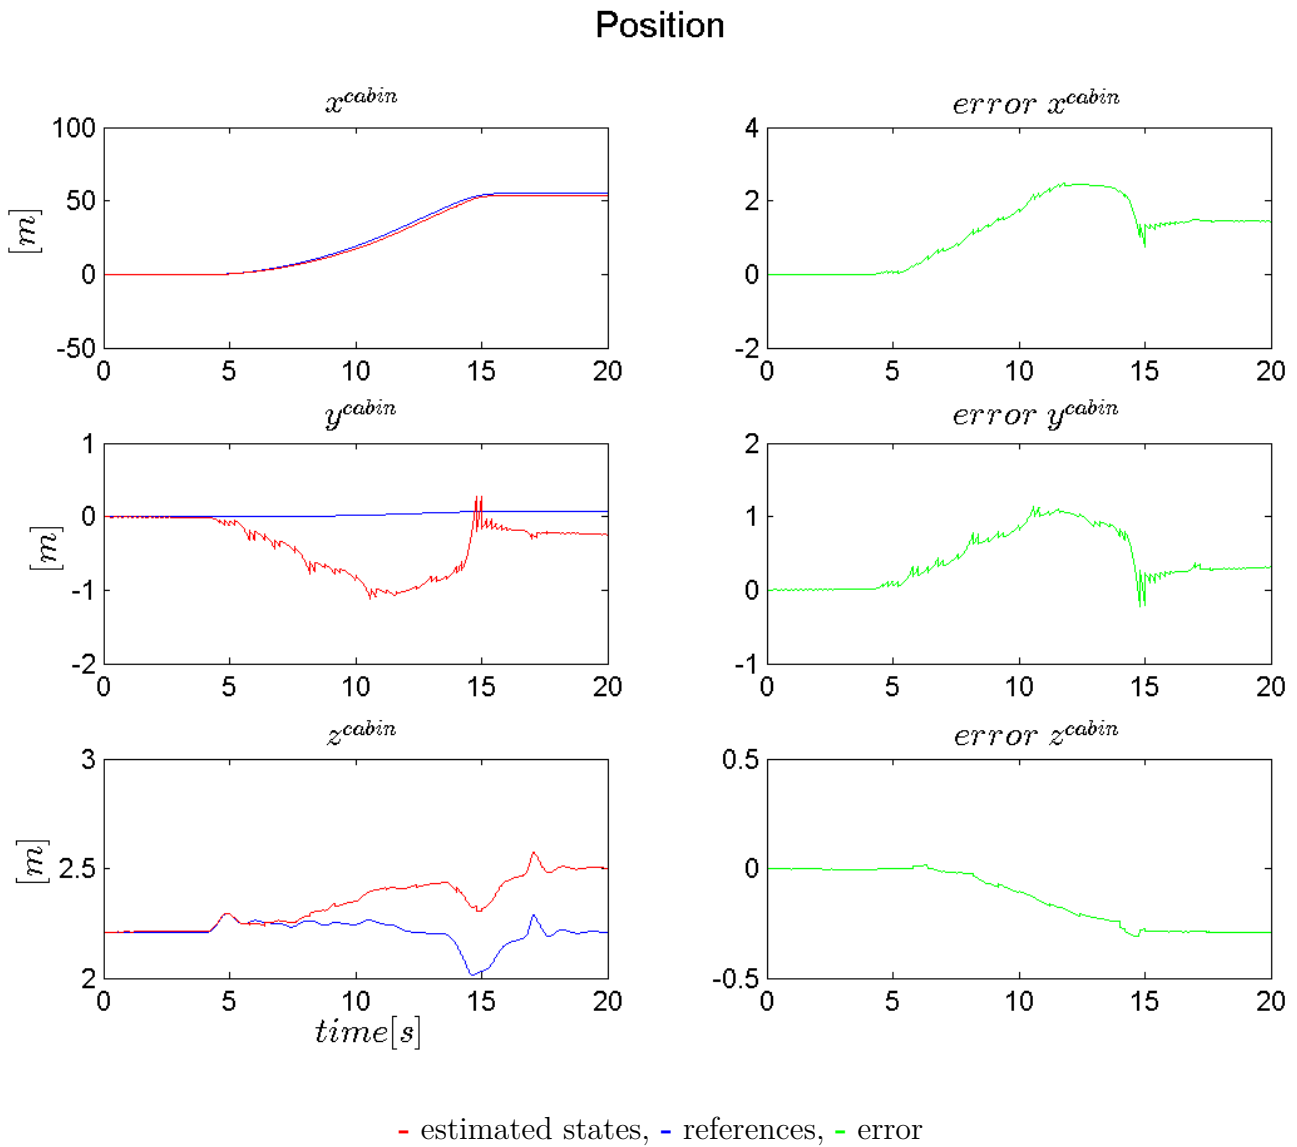 Position
x^cabin
error x^cabin
100
50
0
-50
[m]
0 5 10 15 20
4
2
0
-2
0 5 10 15 20
y^cabin
error y^cabin
1
0
-1
-2
[m]
0 5 10 15 20
2
1
0
-1
0 5 10 15 20
z^cabin
error z^cabin
3
2.5
2
[m]
0 5 10 15 20
time[s]
0.5
0
-0.5
0 5 10 15 20
- estimated states, - references, - error